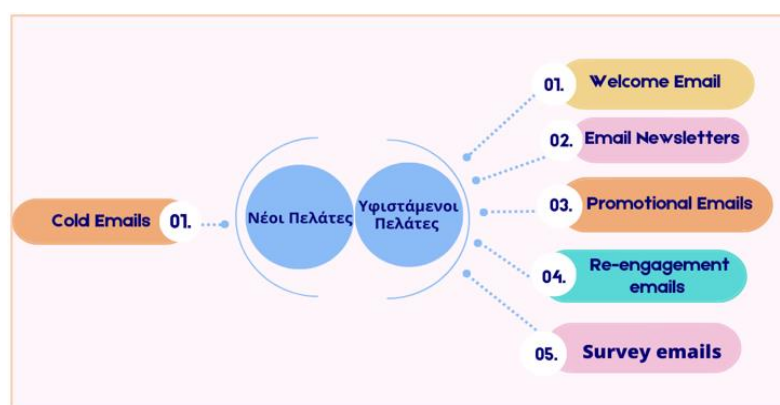 Cold Emails 01.
Νέοι Πελάτες
Υφιστάμενοι
Πελάτες
01. Welcome Email
02. Email Newsletters
03. Promotional Emails
04. Re-engagement
emails
05. Survey emails